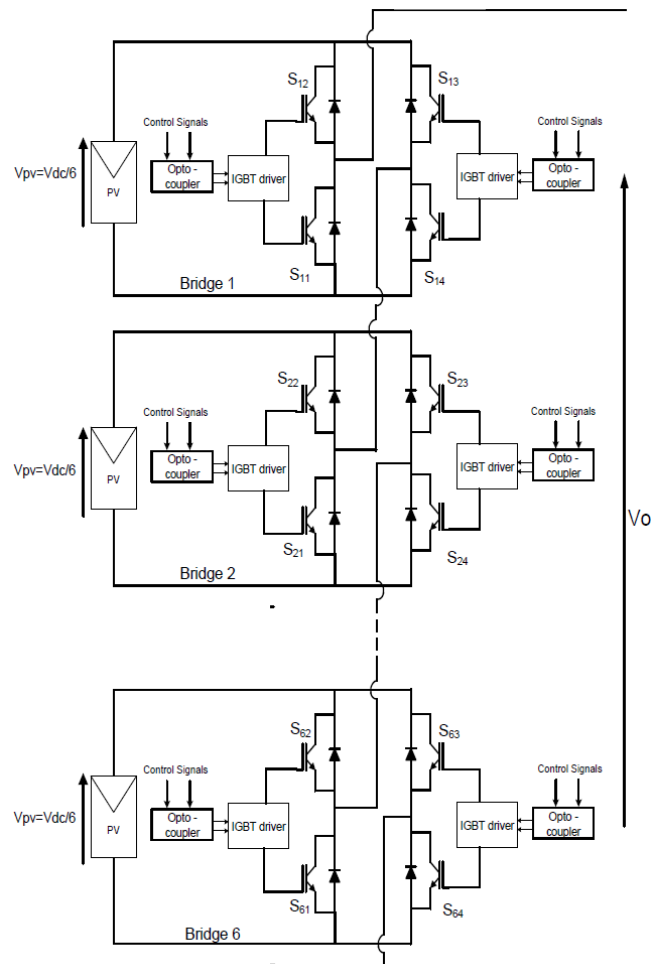 S12
S13
Control Signals
Control Signals
Vpv=Vdc/6
PV
Opto -
coupler
IGBT driver
IGBT driver
Opto -
coupler
S11
S14
Bridge 1
S22
S23
Control Signals
Control Signals
Vpv=Vdc/6
PV
Opto -
coupler
IGBT driver
IGBT driver
Opto -
coupler
Vo
S21
S24
Bridge 2
S62
S63
Control Signals
Control Signals
Vpv=Vdc/6
PV
Opto -
coupler
IGBT driver
IGBT driver
Opto -
coupler
S61
S64
Bridge 6